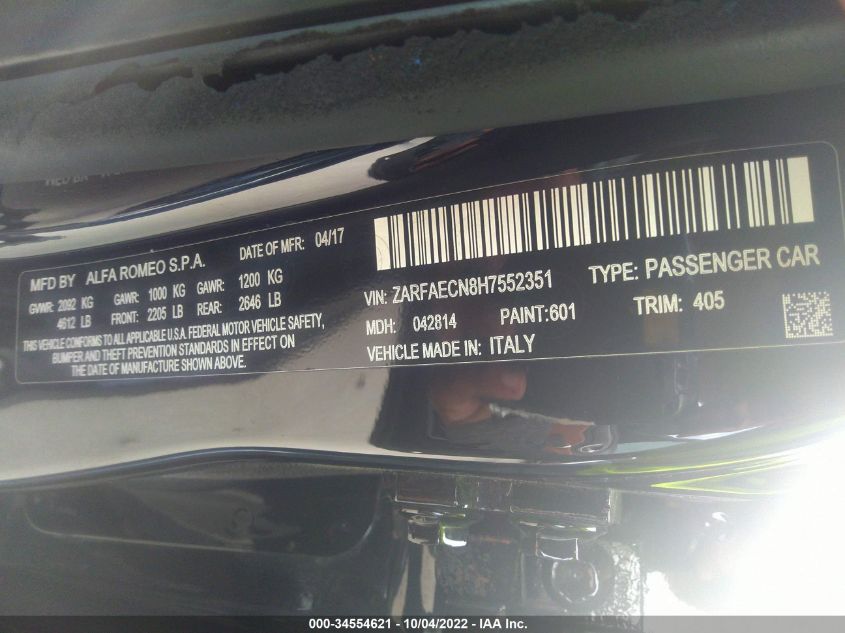 MFD BY ALFA ROMEO S.P.A. DATE OF MFR: 04/17
GVWR: 2092 KG GAWR: 1000 KG GAWR: 1200 KG
4612 LB FRONT: 2205 LB REAR: 2646 LB
THIS VEHICLE CONFORMS TO ALL APPLICABLE U.S.A. FEDERAL MOTOR VEHICLE SAFETY,
BUMPER AND THEFT PREVENTION STANDARDS IN EFFECT ON
THE DATE OF MANUFACTURE SHOWN ABOVE.
VIN: ZARFAECN8H7552351 TYPE: PASSENGER CAR
MDH: 042814 PAINT:601 TRIM: 405
VEHICLE MADE IN: ITALY
000-34554621 - 10/04/2022 - IAA Inc.